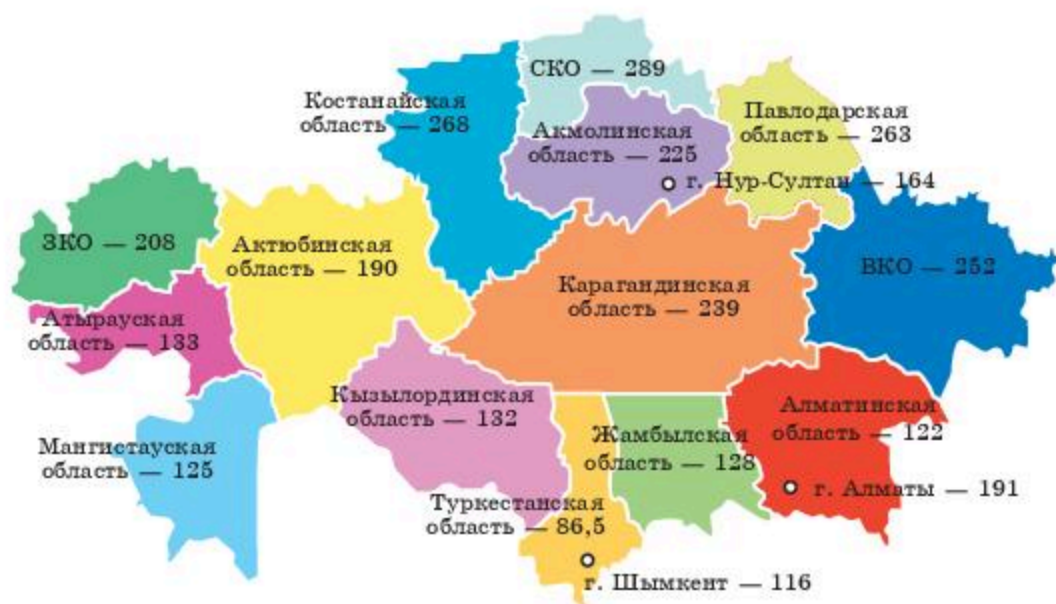 СКО — 289
Костанайская
область — 268
Павлодарская
область — 263
Акмолинская
область — 225
г. Нур-Султан — 164
ЗКО — 208
Актюбинская
область — 190
ВКО — 252
Карагандинская
область — 239
Атырауская
область — 133
Кызылординская
область — 132
Алматинская
область — 122
Жамбылская
область — 128
Мангистауская
область — 125
г. Алматы — 191
Туркестанская
область — 86,5
г. Шымкент — 116